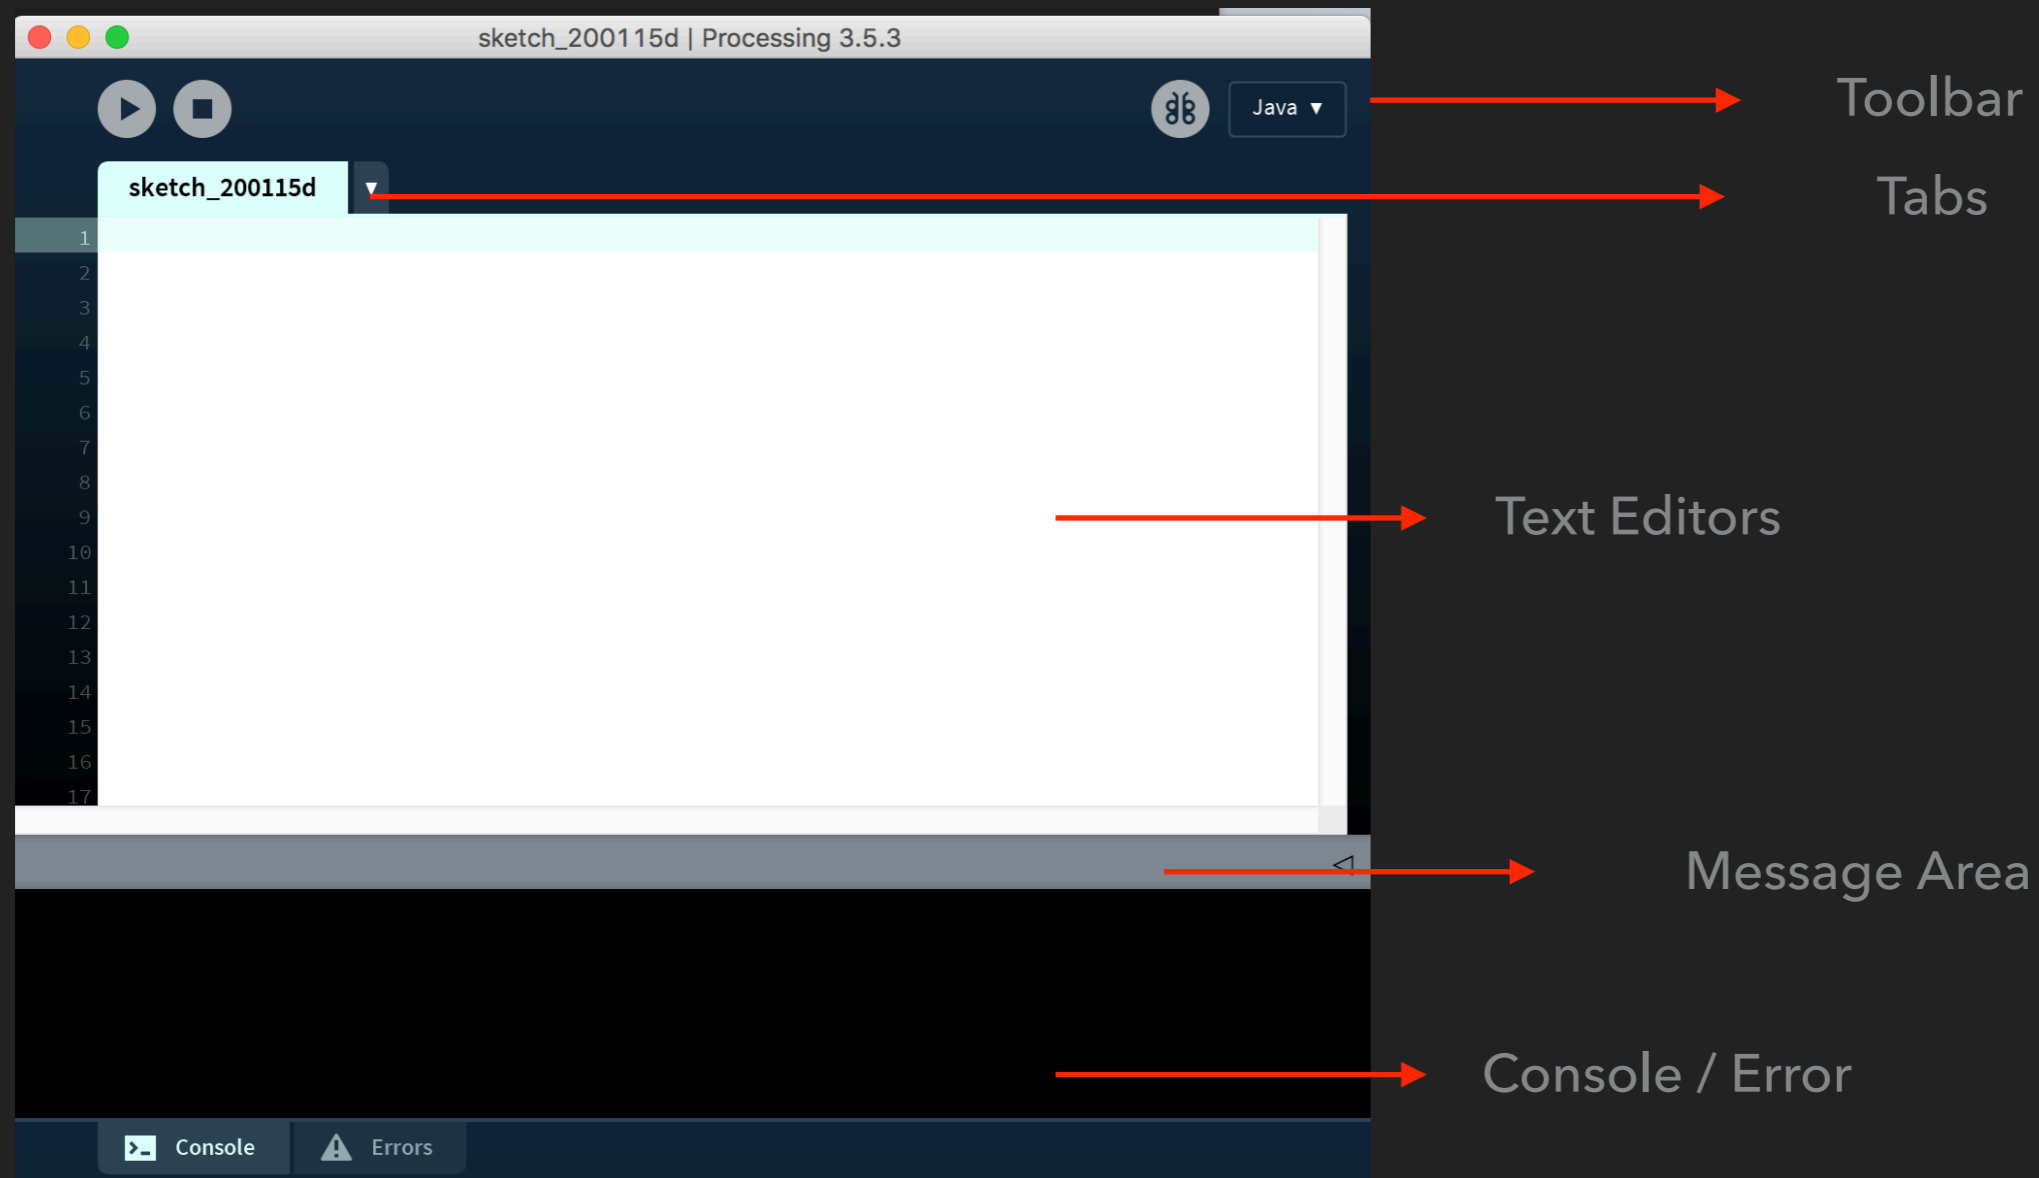 sketch_200115d | Processing 3.5.3
Java ▼
Toolbar
sketch_200115d ▼
Tabs
1
2
3
4
5
6
7
8
9
Text Editors
10
11
12
13
14
15
16
17
Message Area
Console / Error
Console
Errors